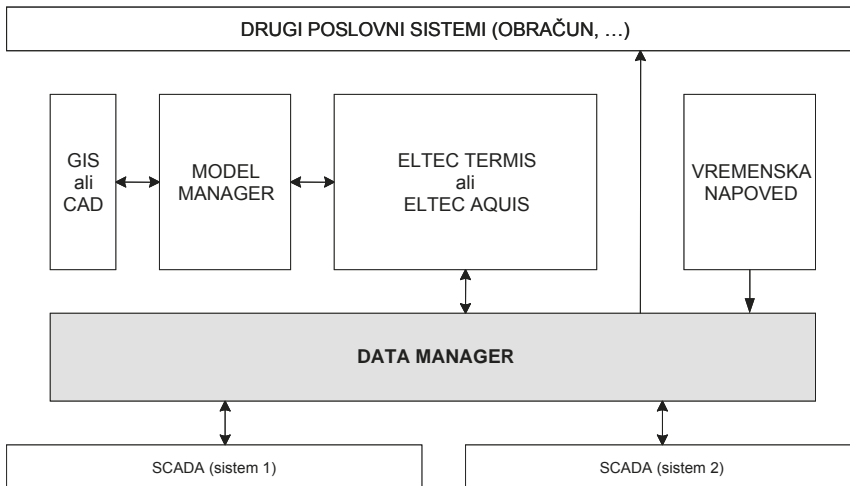 DRUGI POSLOVNI SISTEMI (OBRAČUN, ...)
GIS
ali
CAD
MODEL
MANAGER
ELTEC TERMIS
ali
ELTEC AQUIS
VREMENSKA
NAPOVED
DATA MANAGER
SCADA (sistem 1)
SCADA (sistem 2)